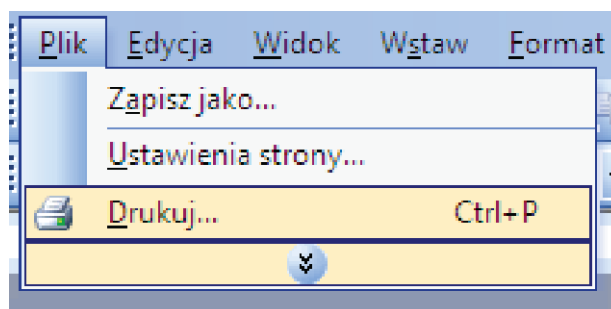 Plik Edycja Widok Wstaw Format
Zapisz jako...
Ustawienia strony...
Drukuj... Ctrl+P